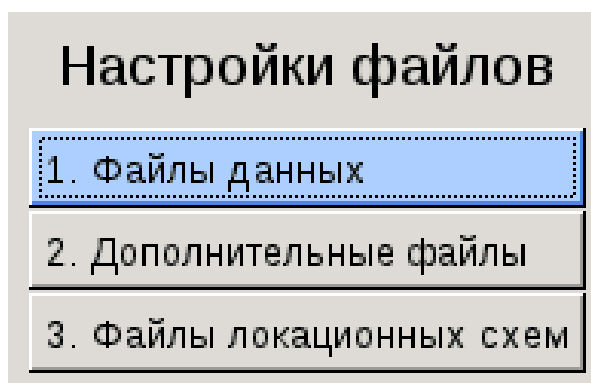 Настройки файлов
1. Файлы данных
2. Дополнительные файлы
3. Файлы локационных схем